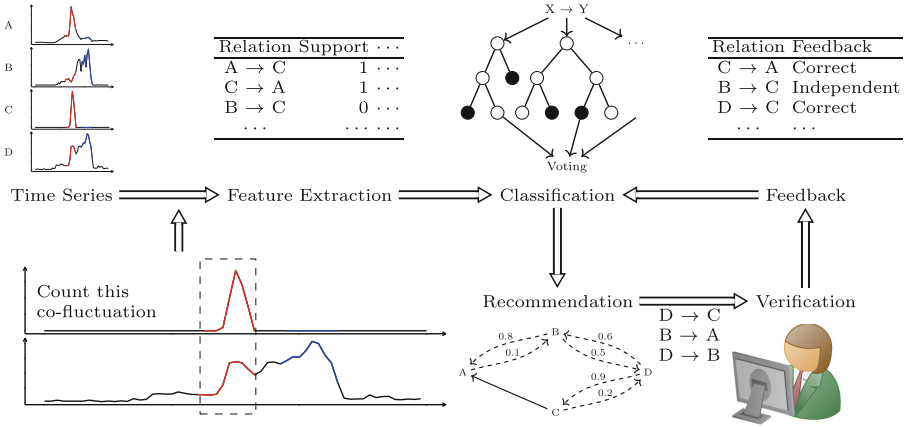 A
B
C
D
Relation Support ···
A → C 1 ···
C → A 1 ···
B → C 0 ···
··· ··· ···
X → Y
···
Voting
Relation Feedback
C → A Correct
B → C Independent
D → C Correct
··· ···
Time Series
Feature Extraction
Classification
Feedback
Count this
co-fluctuation
Recommendation
Verification
D → C
B → A
D → B
A
B
C
D
0.8
0.1
0.6
0.5
0.9
0.2